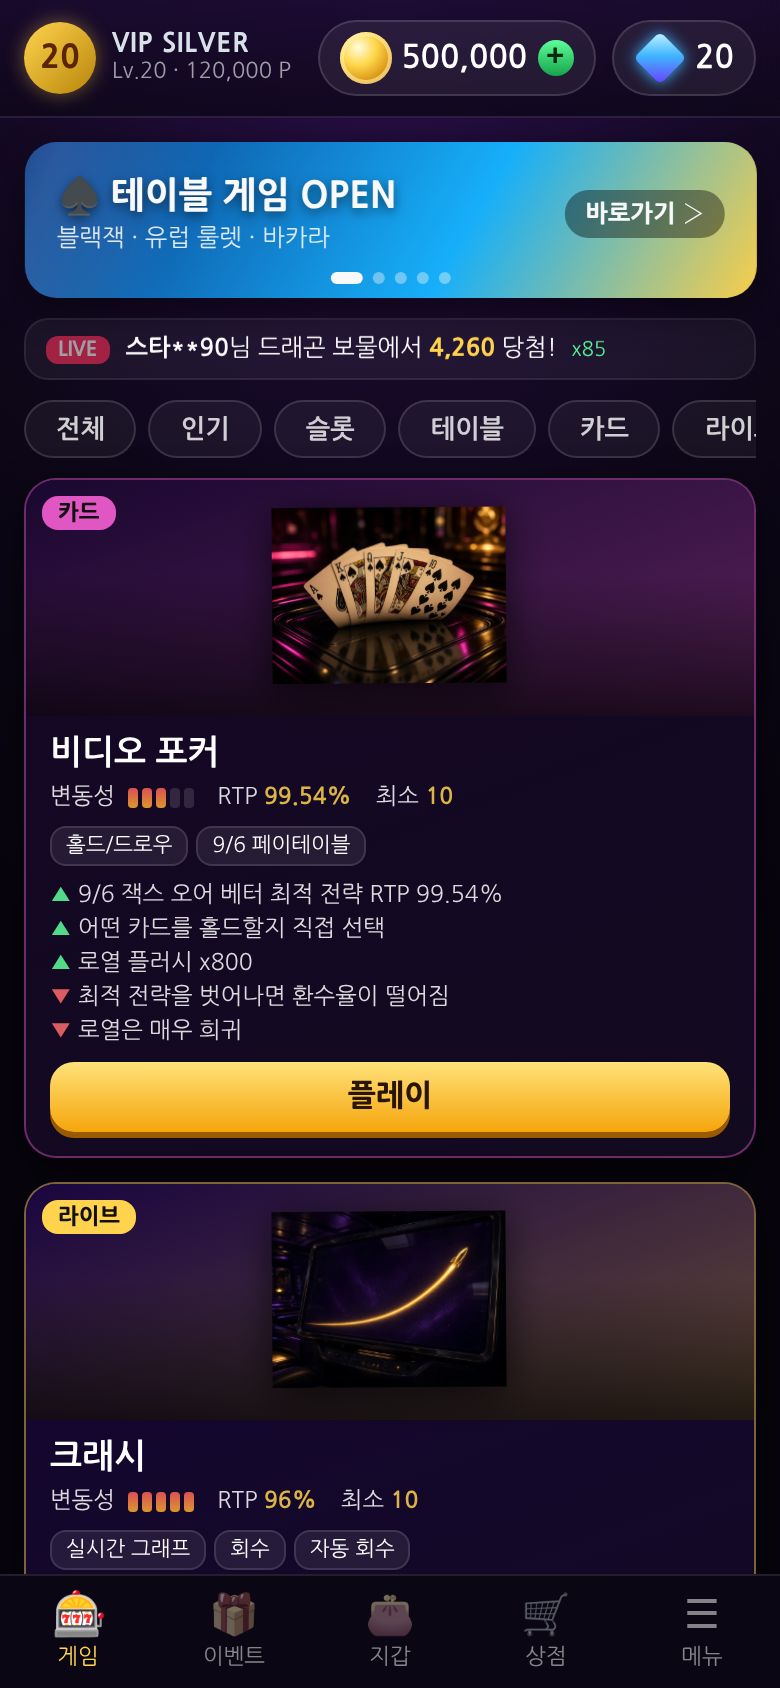 20
VIP SILVER
Lv.20 · 120,000 P
500,000 +
20
테이블 게임 OPEN
블랙잭 · 유럽 룰렛 · 바카라
바로가기 >
LIVE 스타**90님 드래곤 보물에서 4,260 당첨! x85
전체 인기 슬롯 테이블 카드 라이
카드
비디오 포커
변동성 RTP 99.54% 최소 10
홀드/드로우 9/6 페이테이블
▲ 9/6 잭스 오어 베터 최적 전략 RTP 99.54%
▲ 어떤 카드를 홀드할지 직접 선택
▲ 로열 플러시 x800
▼ 최적 전략을 벗어나면 환수율이 떨어짐
▼ 로열은 매우 희귀
플레이
라이브
크래시
변동성 RTP 96% 최소 10
실시간 그래프 회수 자동 회수
게임 이벤트 지갑 상점 메뉴